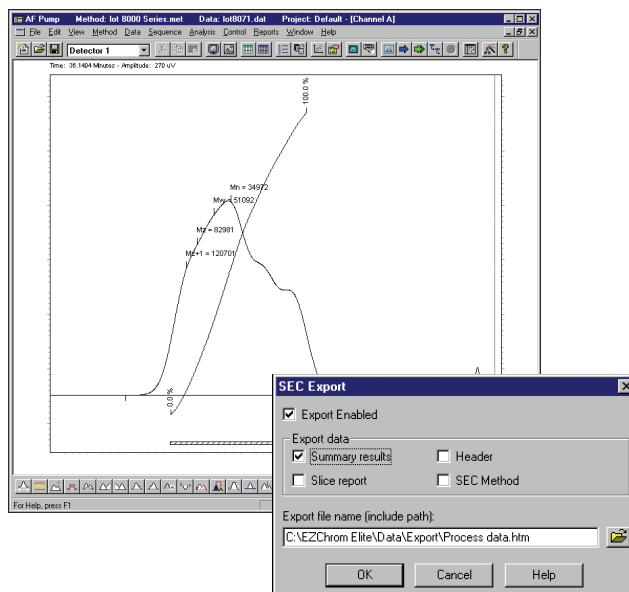 AF Pump Method: lot 8000 Series.met Data: lot8071.dat Project: Default - [Channel A]
File Edit View Method Data Sequence Analysis Control Reports Window Help
Detector 1
Time: 36.1404 Minutes - Amplitude: 270 uV
100.0 %
Mn = 34972
Mw = 51092
Mz = 82981
Mz+1 = 120701
0.0 %
For Help, press F1
SEC Export
Export Enabled
Export data
Summary results
Header
Slice report
SEC Method
Export file name (include path):
C:\EZChrom Elite\Data\Export\Process data.htm
OK
Cancel
Help